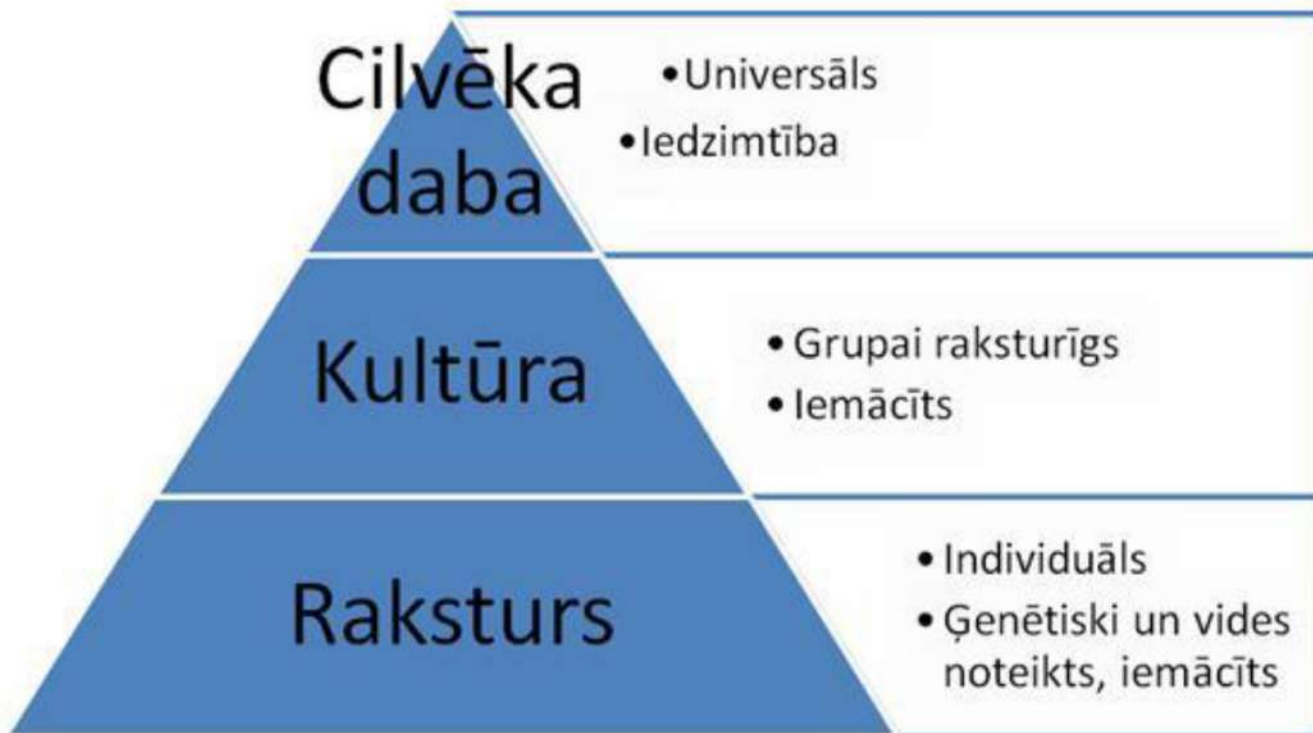 Cilvēka
daba
•Universāls
•Iedzimtība
Kultūra
• Grupai raksturīgs
• Iemācīts
Raksturs
• Individuāls
• Ģenētiski un vides
noteikts, iemācīts